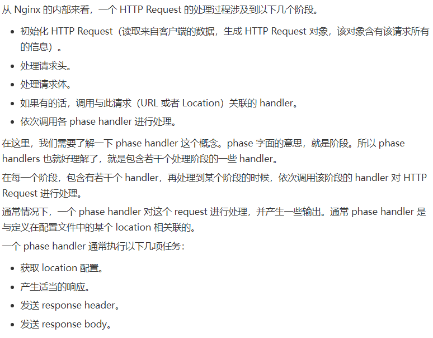 从 Nginx 的内部来看，一个 HTTP Request 的处理过程涉及到以下几个阶段。
• 初始化 HTTP Request（读取来自客户端的数据，生成 HTTP Request 对象，该对象含有该请求所有
的信息）。
• 处理请求头。
• 处理请求体。
• 如果有的话，调用与此请求（URL 或者 Location）关联的 handler。
• 依次调用各 phase handler 进行处理。
在这里，我们需要了解一下 phase handler 这个概念。phase 字面的意思，就是阶段。所以 phase
handlers 也就好理解了，就是包含若干个处理阶段的一些 handler。
在每一个阶段，包含有若干个 handler，再处理到某个阶段的时候，依次调用该阶段的 handler 对 HTTP
Request 进行处理。
通常情况下，一个 phase handler 对这个 request 进行处理，并产生一些输出。通常 phase handler 是
与定义在配置文件中的某个 location 相关联的。
一个 phase handler 通常执行以下几项任务：
• 获取 location 配置。
• 产生适当的响应。
• 发送 response header。
• 发送 response body。